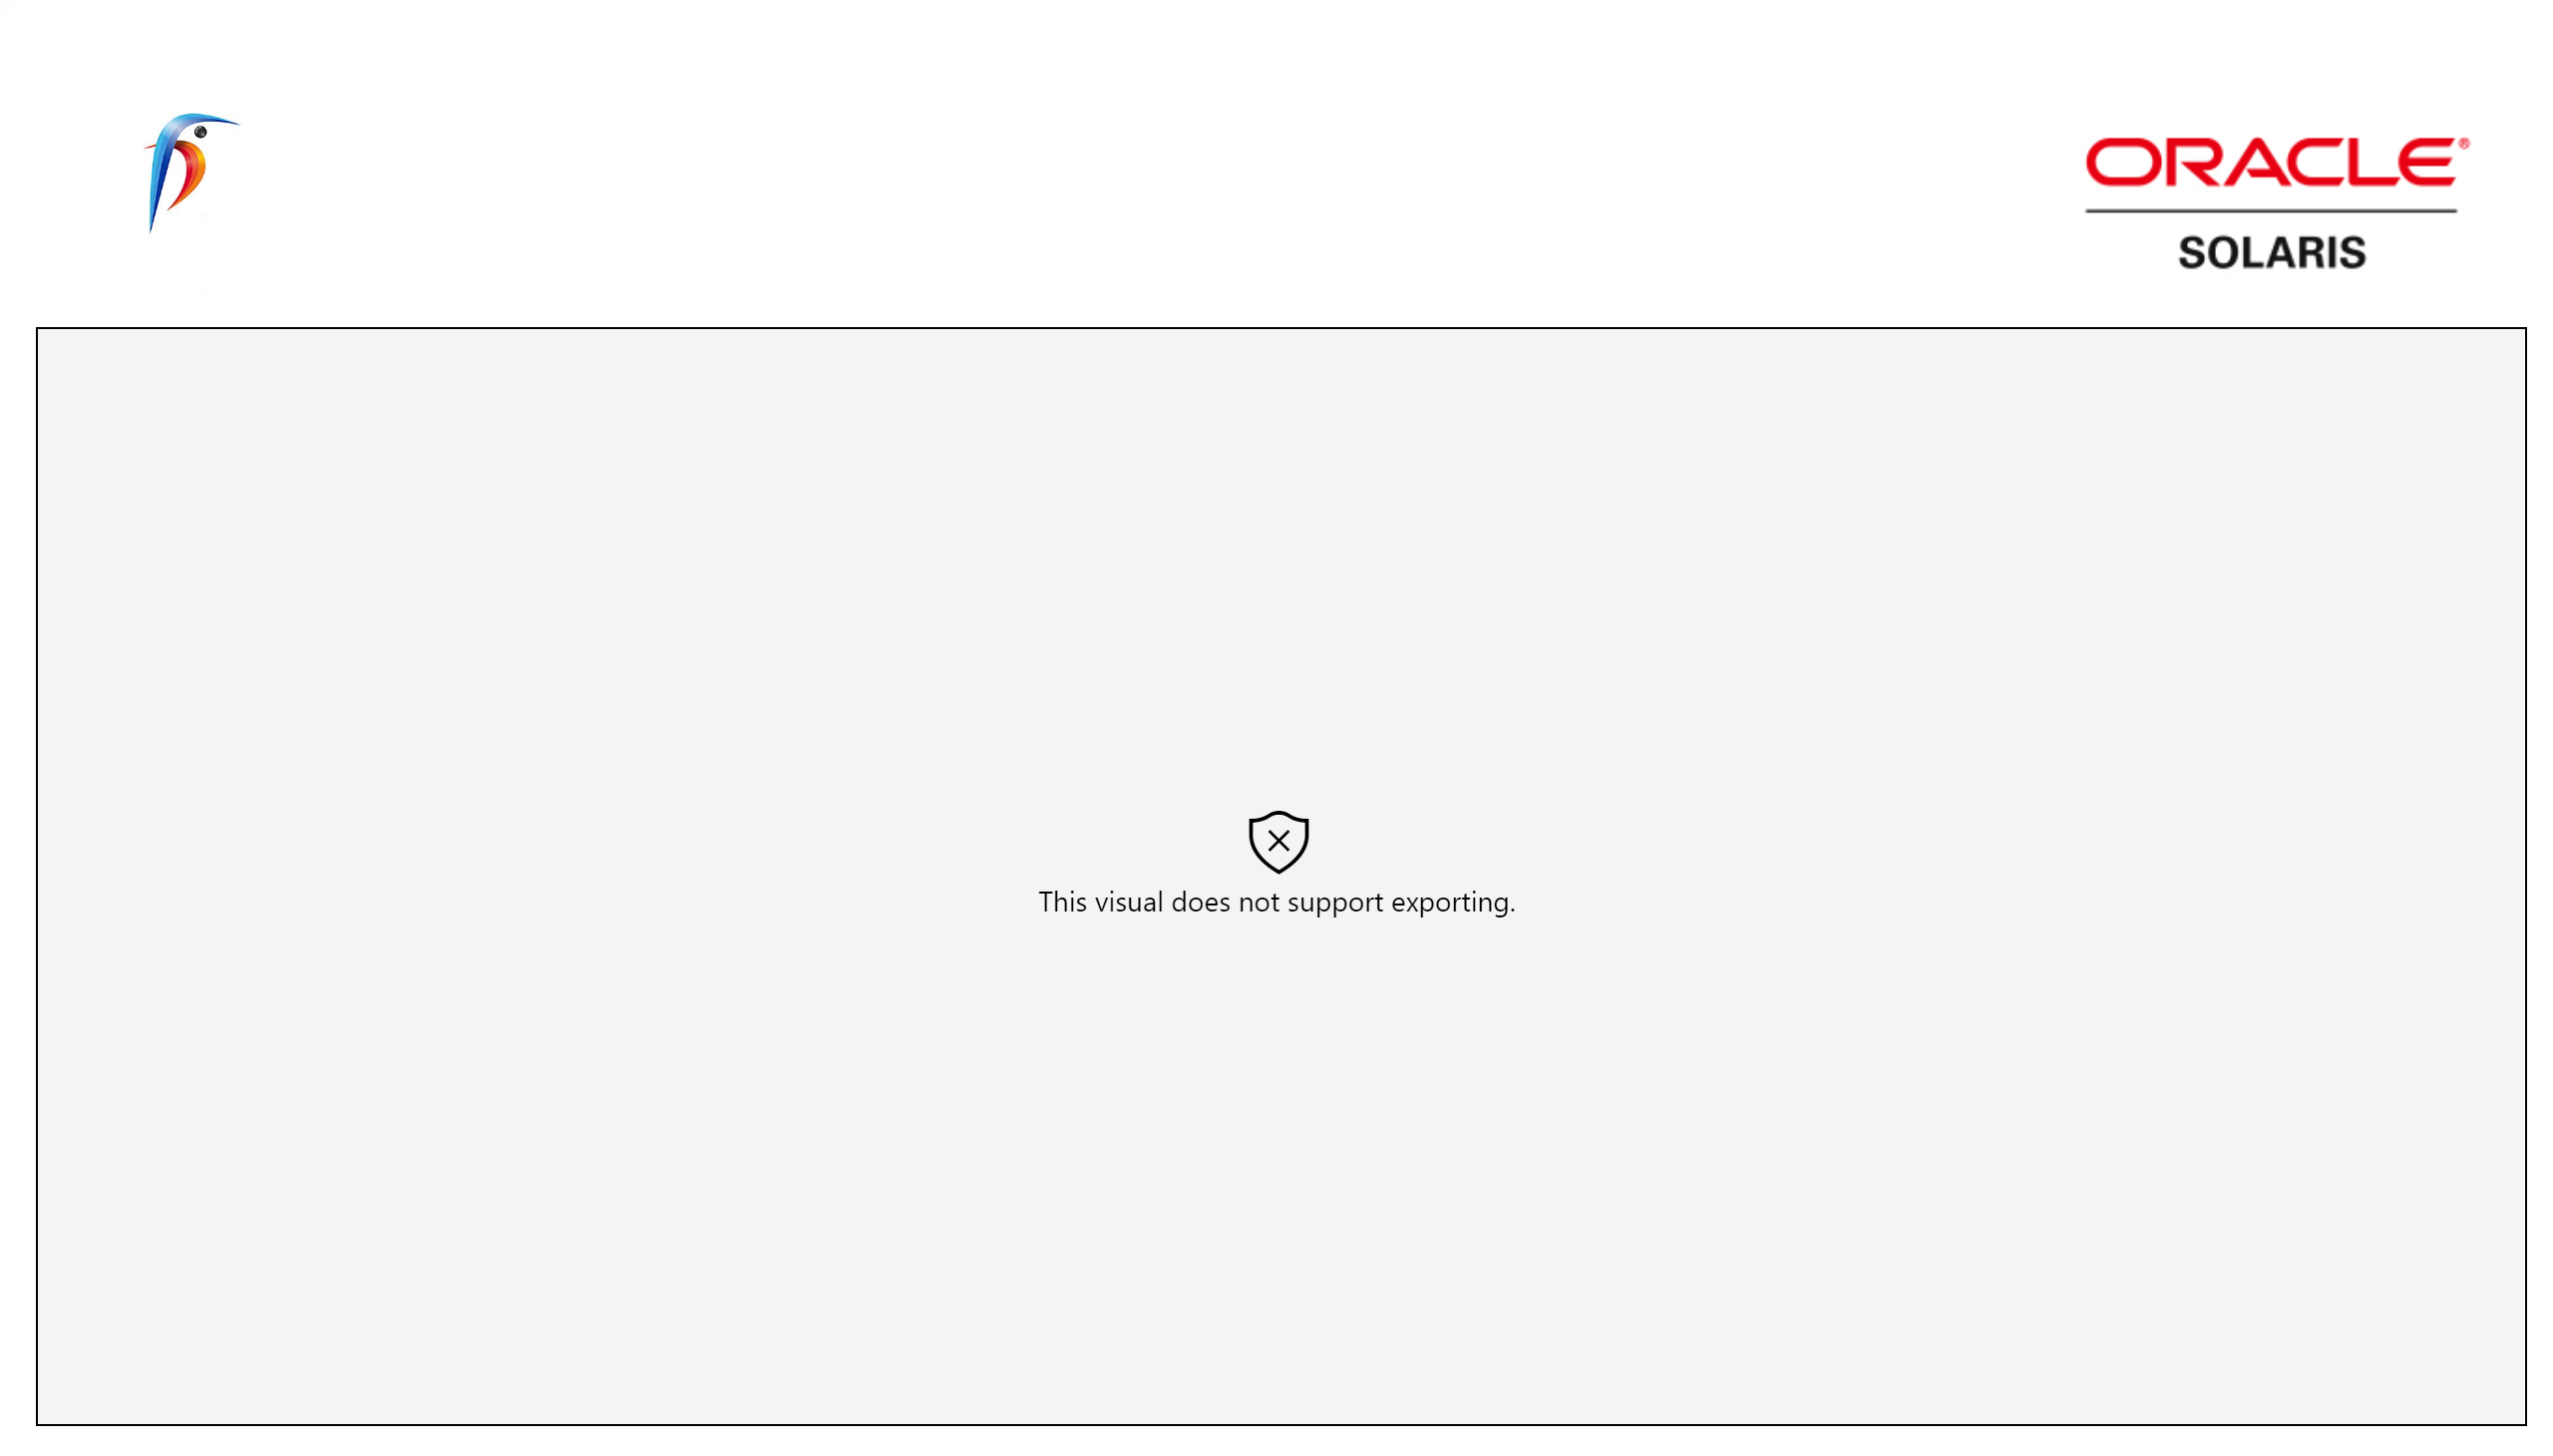 ORACLE®
SOLARIS
This visual does not support exporting.